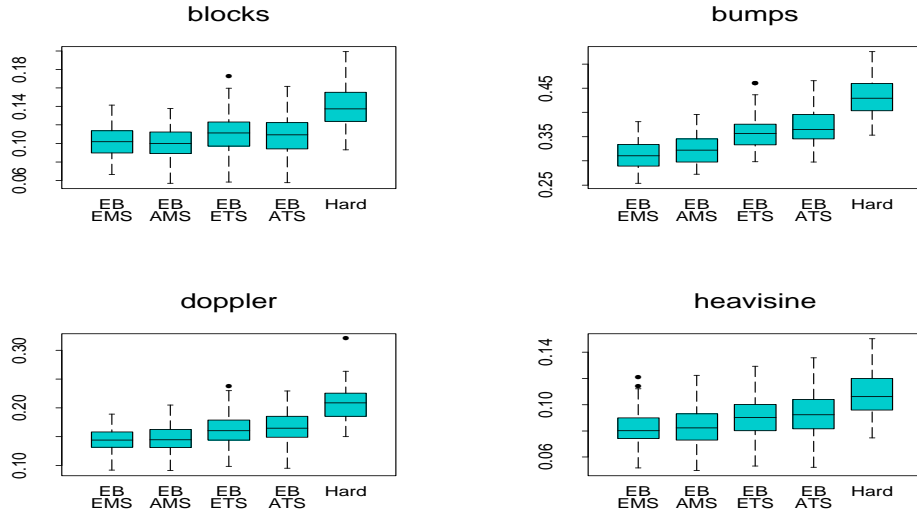 blocks
0.18
0.14
0.10
0.06
EB EB EB EB Hard
EMS AMS ETS ATS
bumps
0.45
0.35
0.25
EB EB EB EB Hard
EMS AMS ETS ATS
doppler
0.30
0.20
0.10
EB EB EB EB Hard
EMS AMS ETS ATS
heavisine
0.14
0.10
0.06
EB EB EB EB Hard
EMS AMS ETS ATS